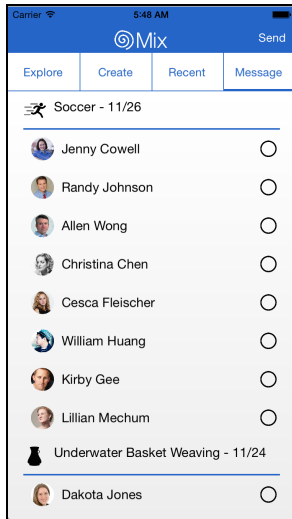 Carrier 5:48 AM
Mix Send
Explore Create Recent Message
Soccer - 11/26
Jenny Cowell
Randy Johnson
Allen Wong
Christina Chen
Cesca Fleischer
William Huang
Kirby Gee
Lillian Mechum
Underwater Basket Weaving - 11/24
Dakota Jones